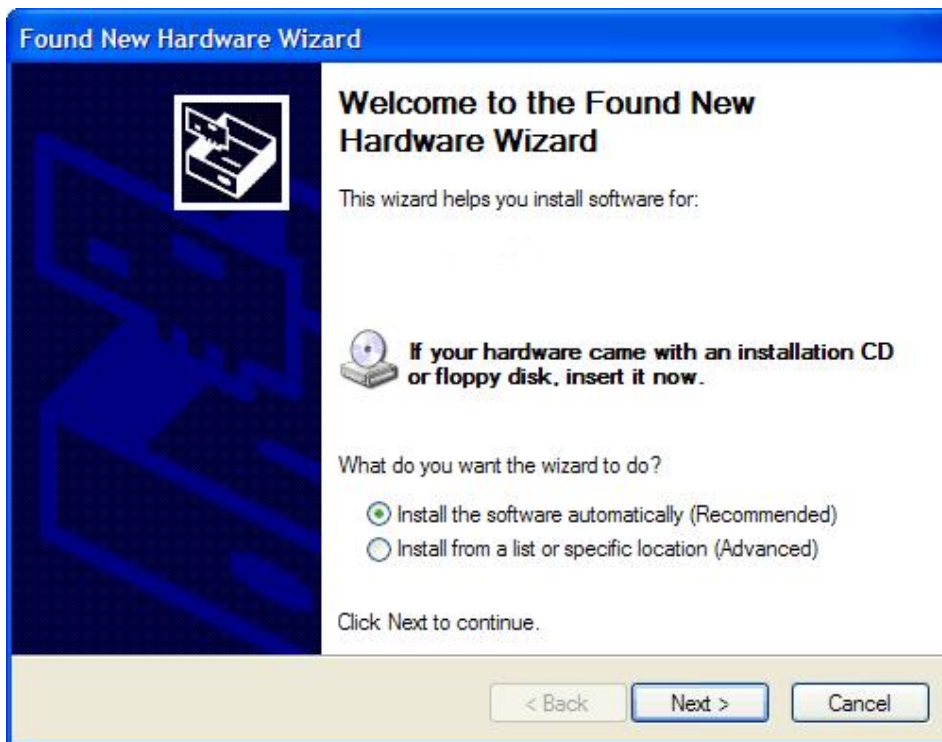 Found New Hardware Wizard
Welcome to the Found New
Hardware Wizard
This wizard helps you install software for:
If your hardware came with an installation CD
or floppy disk, insert it now.
What do you want the wizard to do?
Install the software automatically (Recommended)
Install from a list or specific location (Advanced)
Click Next to continue.
< Back Next > Cancel